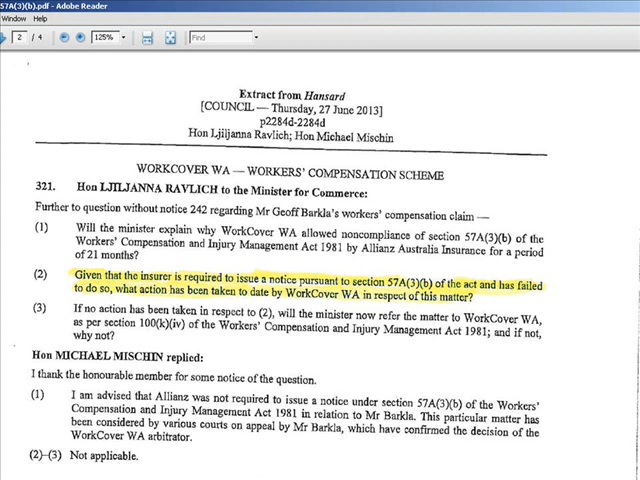 57A(3)(b).pdf - Adobe Reader
Window Help
2 / 4 125% Find
Extract from Hansard
[COUNCIL — Thursday, 27 June 2013]
p2284d-2284d
Hon Ljiljanna Ravlich; Hon Michael Mischin
WORKCOVER WA — WORKERS' COMPENSATION SCHEME
321. Hon LJILJANNA RAVLICH to the Minister for Commerce:
Further to question without notice 242 regarding Mr Geoff Barkla's workers' compensation claim —
(1) Will the minister explain why WorkCover WA allowed noncompliance of section 57A(3)(b) of the
Workers' Compensation and Injury Management Act 1981 by Allianz Australia Insurance for a period
of 21 months?
(2) Given that the insurer is required to issue a notice pursuant to section 57A(3)(b) of the act and has failed
to do so, what action has been taken to date by WorkCover WA in respect of this matter?
(3) If no action has been taken in respect to (2), will the minister now refer the matter to WorkCover WA,
as per section 100(k)(iv) of the Workers' Compensation and Injury Management Act 1981; and if not,
why not?
Hon MICHAEL MISCHIN replied:
I thank the honourable member for some notice of the question.
(1) I am advised that Allianz was not required to issue a notice under section 57A(3)(b) of the Workers'
Compensation and Injury Management Act 1981 in relation to Mr Barkla. This particular matter has
been considered by various courts on appeal by Mr Barkla, which have confirmed the decision of the
WorkCover WA arbitrator.
(2)–(3) Not applicable.